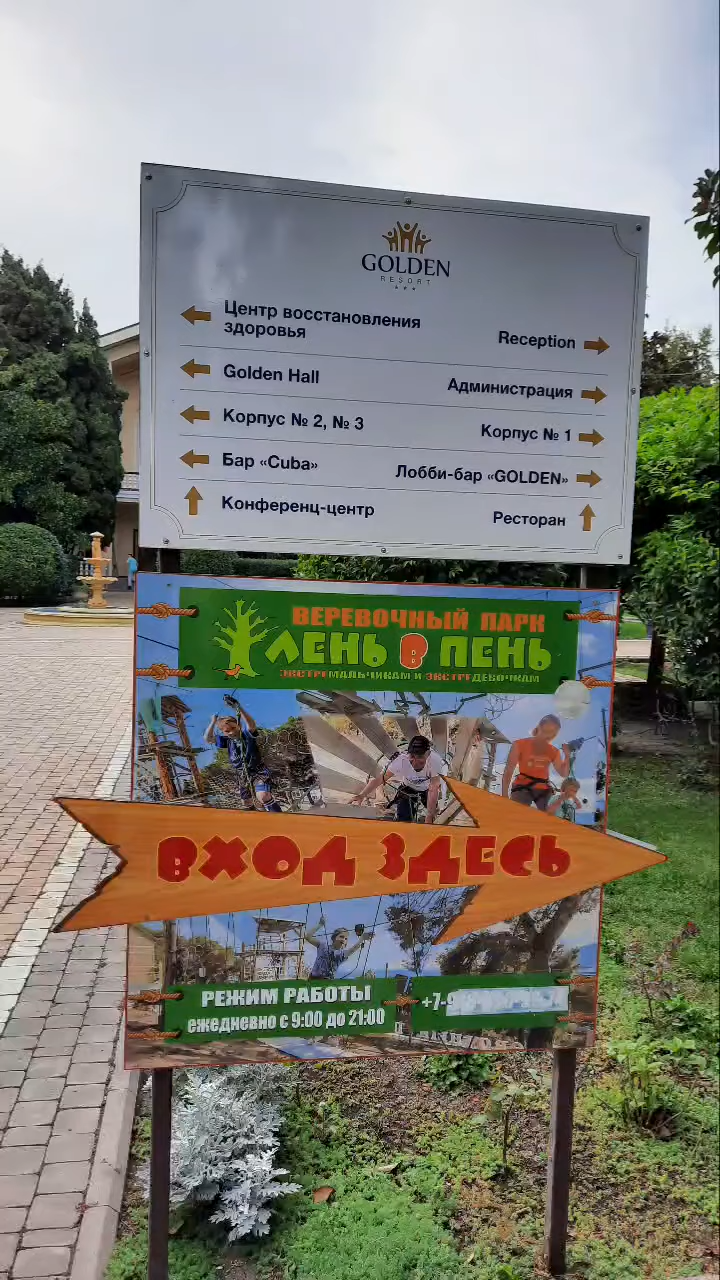 GOLDEN
RESORT
Центр восстановления
здоровья
Reception
Golden Hall
Администрация
Корпус № 2, № 3
Корпус № 1
Бар «Cuba»
Лобби-бар «GOLDEN»
Конференц-центр
Ресторан
ВЕРЕВОЧНЫЙ ПАРК
ЛЕНЬ В ПЕНЬ
ЭКСТРЕМАЛЬЧИКАМ И ЭКСТРЕДЕВОЧКАМ
ВХОД ЗДЕСЬ
РЕЖИМ РАБОТЫ
ежедневно с 9:00 до 21:00
+7-9